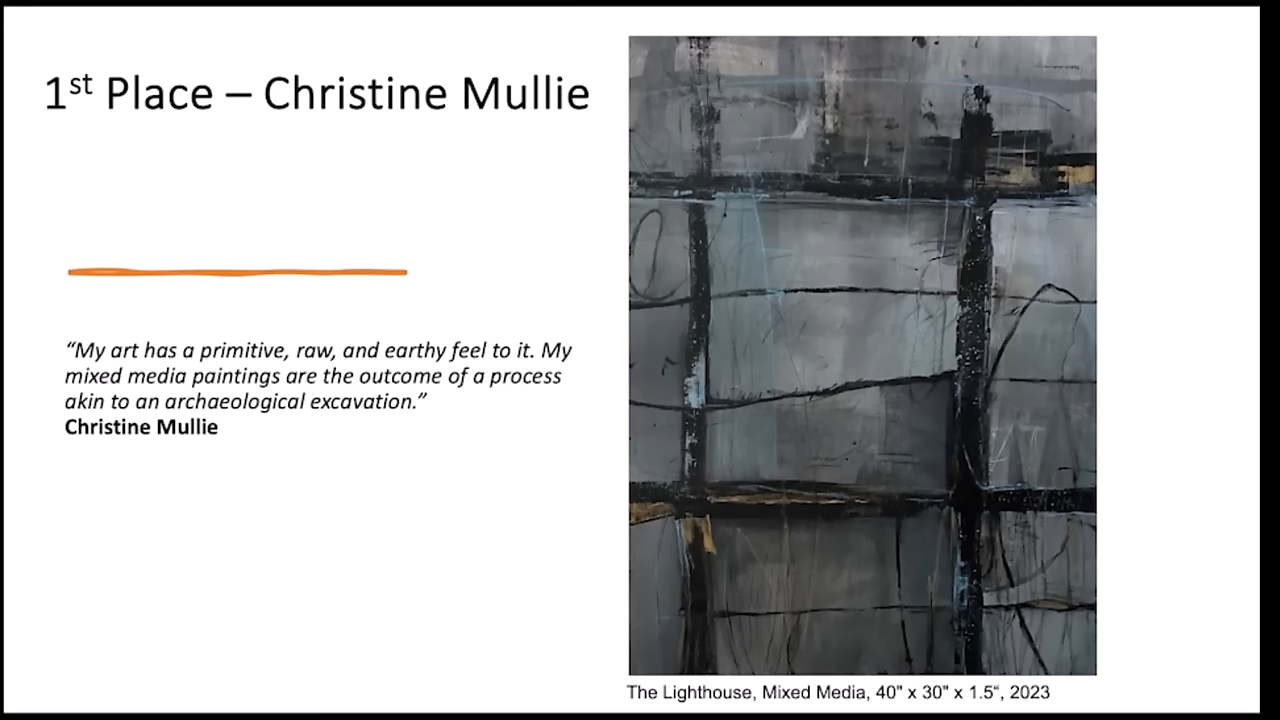 1st Place – Christine Mullie
“My art has a primitive, raw, and earthy feel to it. My
mixed media paintings are the outcome of a process
akin to an archaeological excavation.”
Christine Mullie
The Lighthouse, Mixed Media, 40" x 30" x 1.5“, 2023